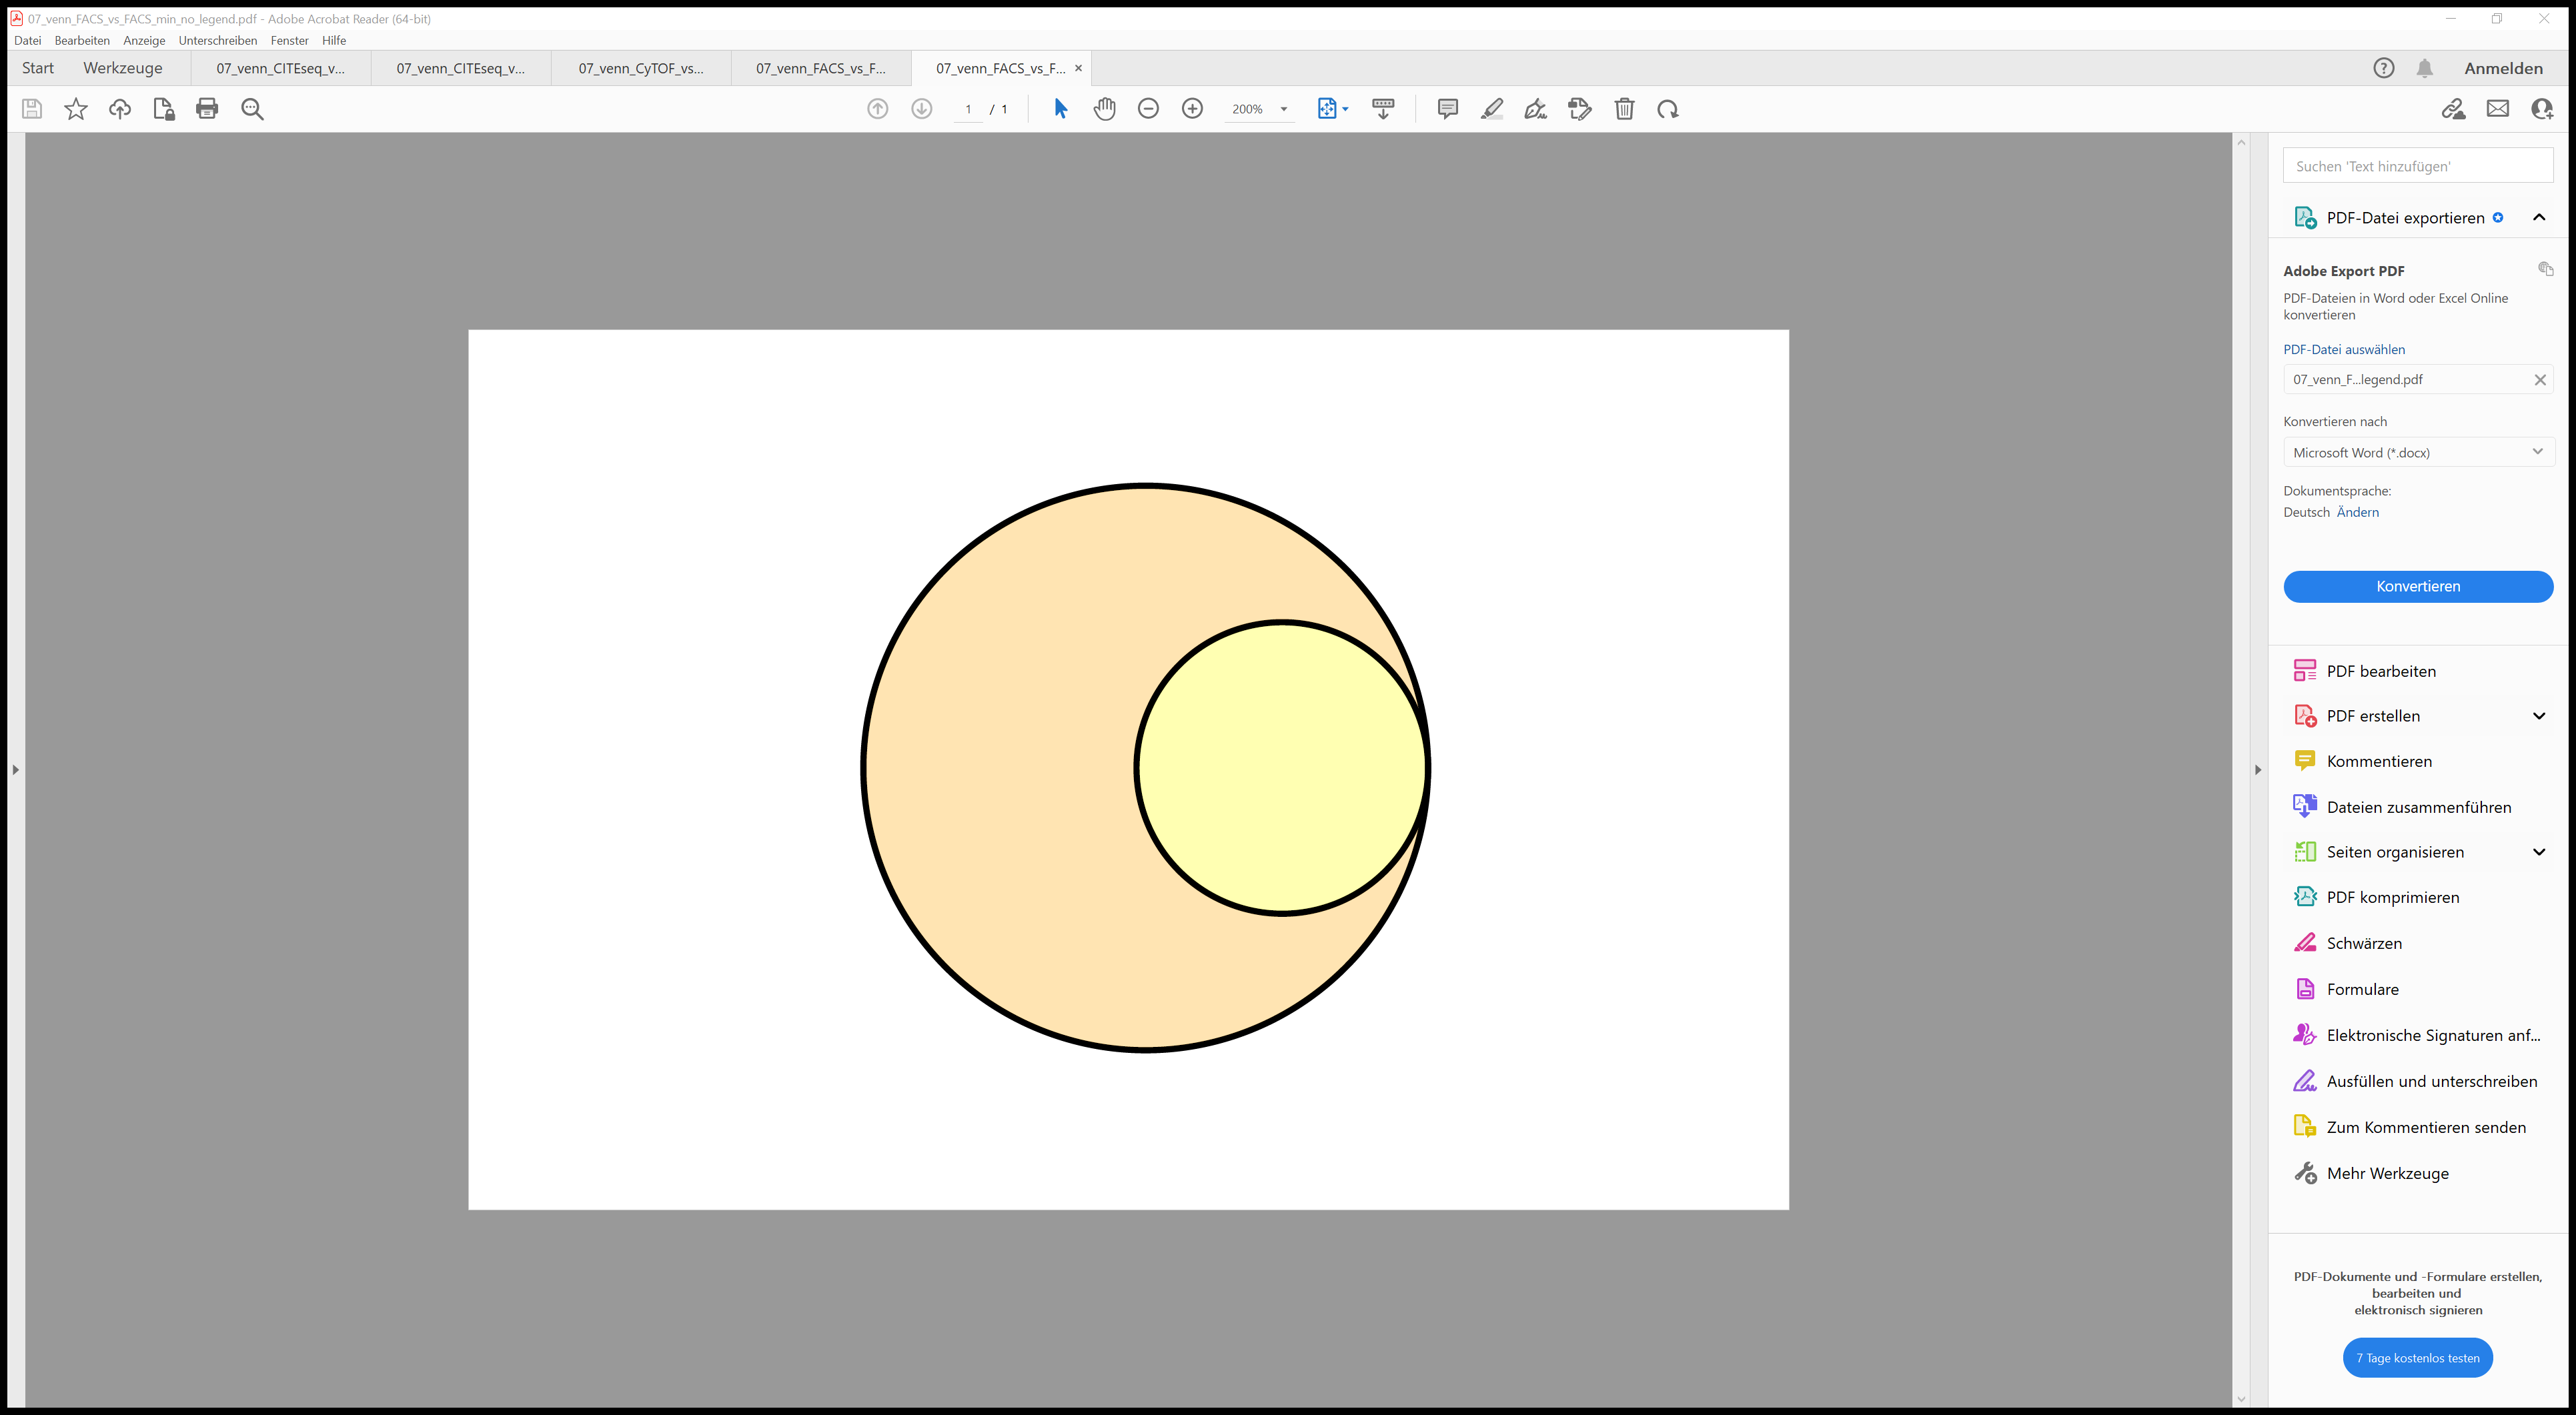 07_venn_FACS_vs_FACS_min_no_legend.pdf - Adobe Acrobat Reader (64-bit)
Datei Bearbeiten Anzeige Unterschreiben Fenster Hilfe
Start Werkzeuge 07_venn_CITEseq_v... 07_venn_CITEseq_v... 07_venn_CyTOF_vs... 07_venn_FACS_vs_F... 07_venn_FACS_vs_F... × Anmelden
1 / 1 200%
Suchen 'Text hinzufügen'
PDF-Datei exportieren
Adobe Export PDF
PDF-Dateien in Word oder Excel Online
konvertieren
PDF-Datei auswählen
07_venn_F...legend.pdf
Konvertieren nach
Microsoft Word (*.docx)
Dokumentsprache:
Deutsch Ändern
Konvertieren
PDF bearbeiten
PDF erstellen
Kommentieren
Dateien zusammenführen
Seiten organisieren
PDF komprimieren
Schwärzen
Formulare
Elektronische Signaturen anf...
Ausfüllen und unterschreiben
Zum Kommentieren senden
Mehr Werkzeuge
PDF-Dokumente und -Formulare erstellen,
bearbeiten und
elektronisch signieren
7 Tage kostenlos testen